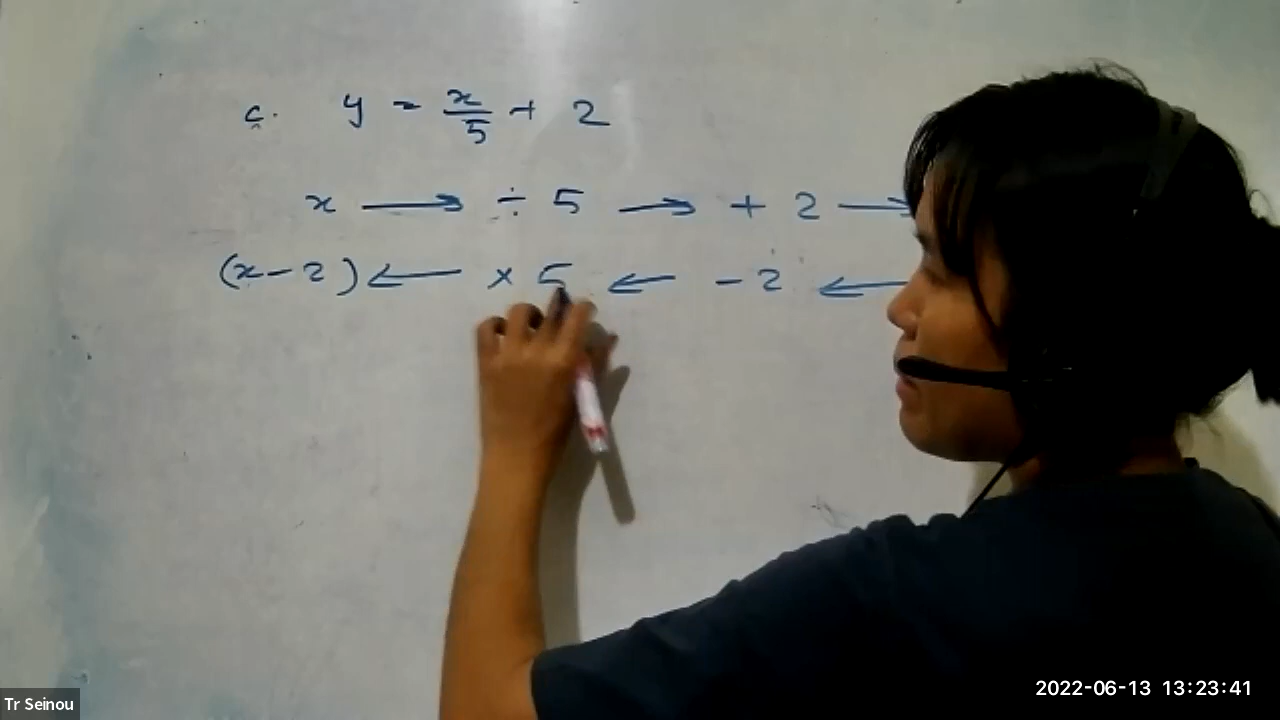 c. y = x/5 + 2
x → ÷ 5 → + 2 →
(x - 2) ← × 5 ← - 2 ←
Tr Seinou
2022-06-13 13:23:41